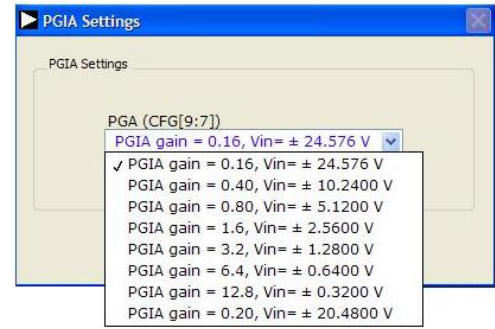 PGIA Settings
PGIA Settings
PGA (CFG[9:7])
PGIA gain = 0.16, Vin= ± 24.576 V
✓ PGIA gain = 0.16, Vin= ± 24.576 V
PGIA gain = 0.40, Vin= ± 10.2400 V
PGIA gain = 0.80, Vin= ± 5.1200 V
PGIA gain = 1.6, Vin= ± 2.5600 V
PGIA gain = 3.2, Vin= ± 1.2800 V
PGIA gain = 6.4, Vin= ± 0.6400 V
PGIA gain = 12.8, Vin= ± 0.3200 V
PGIA gain = 0.20, Vin= ± 20.4800 V